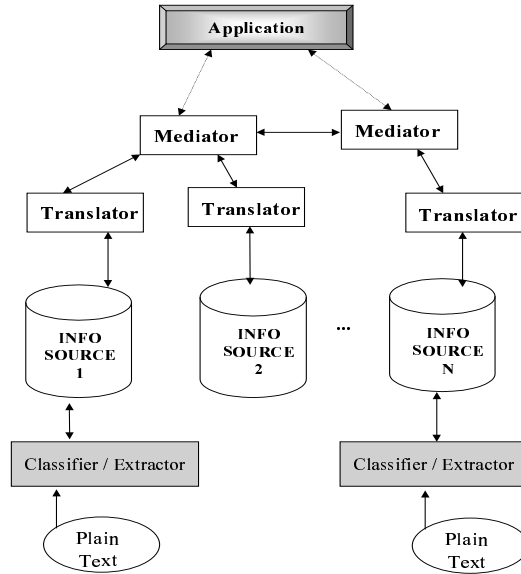 Application
Mediator
Mediator
Translator
Translator
Translator
INFO
SOURCE
1
INFO
SOURCE
2
...
INFO
SOURCE
N
Classifier / Extractor
Classifier / Extractor
Plain
Text
Plain
Text